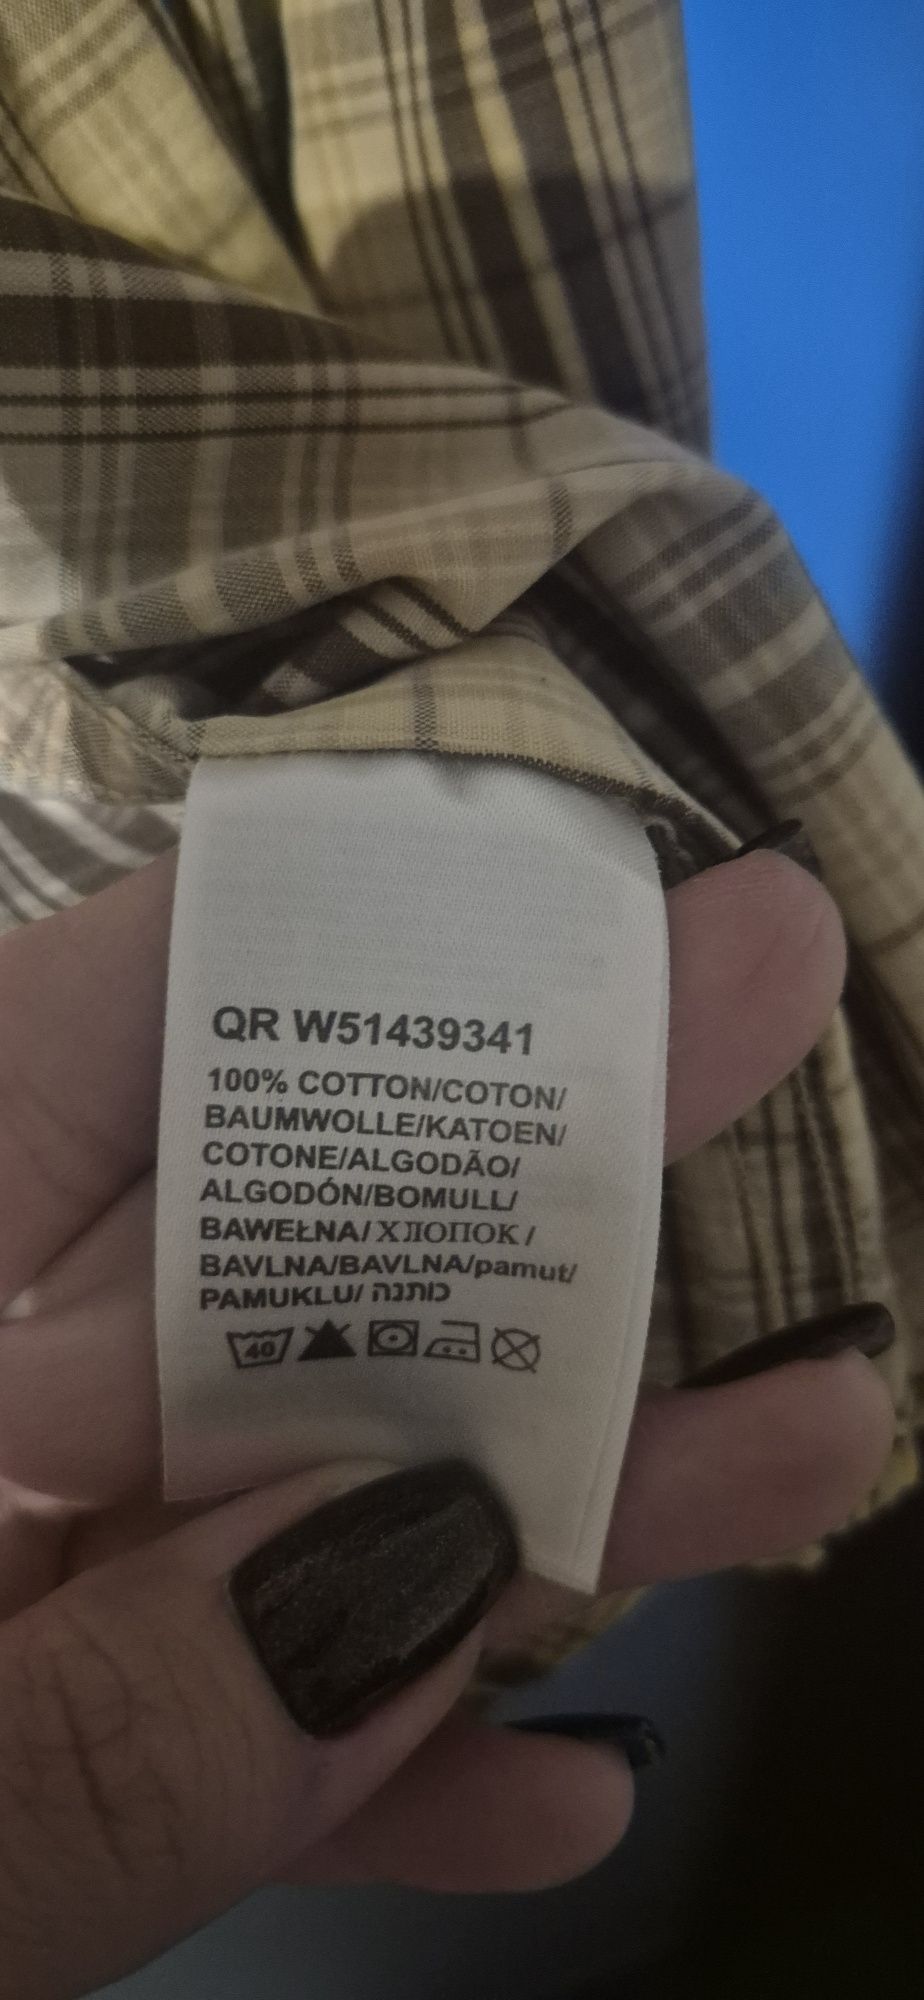 QR W51439341
100% COTTON/COTON/
BAUMWOLLE/KATOEN/
COTONE/ALGODÃO/
ALGODÓN/BOMULL/
BAWEŁNA/ХЛОПОК/
BAVLNA/BAVLNA/pamut/
PAMUKLU/ כותנה
40